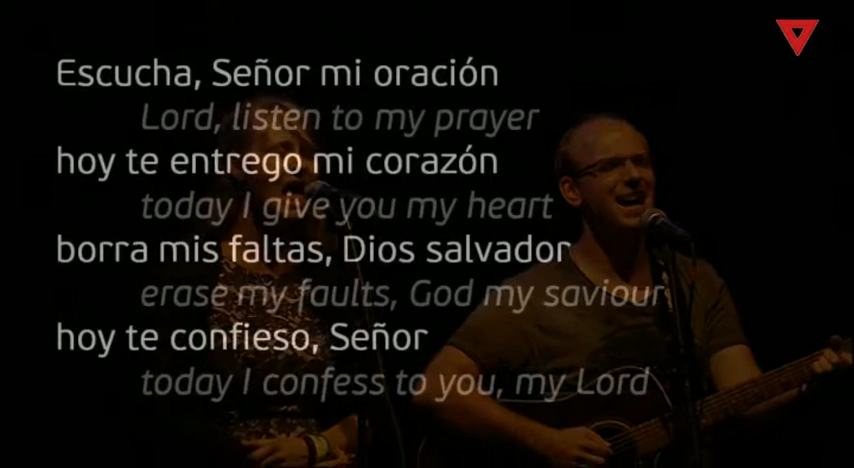 Escucha, Señor mi oración
Lord, listen to my prayer
hoy te entrego mi corazón
today I give you my heart
borra mis faltas, Dios salvador
erase my faults, God my saviour
hoy te confieso, Señor
today I confess to you, my Lord